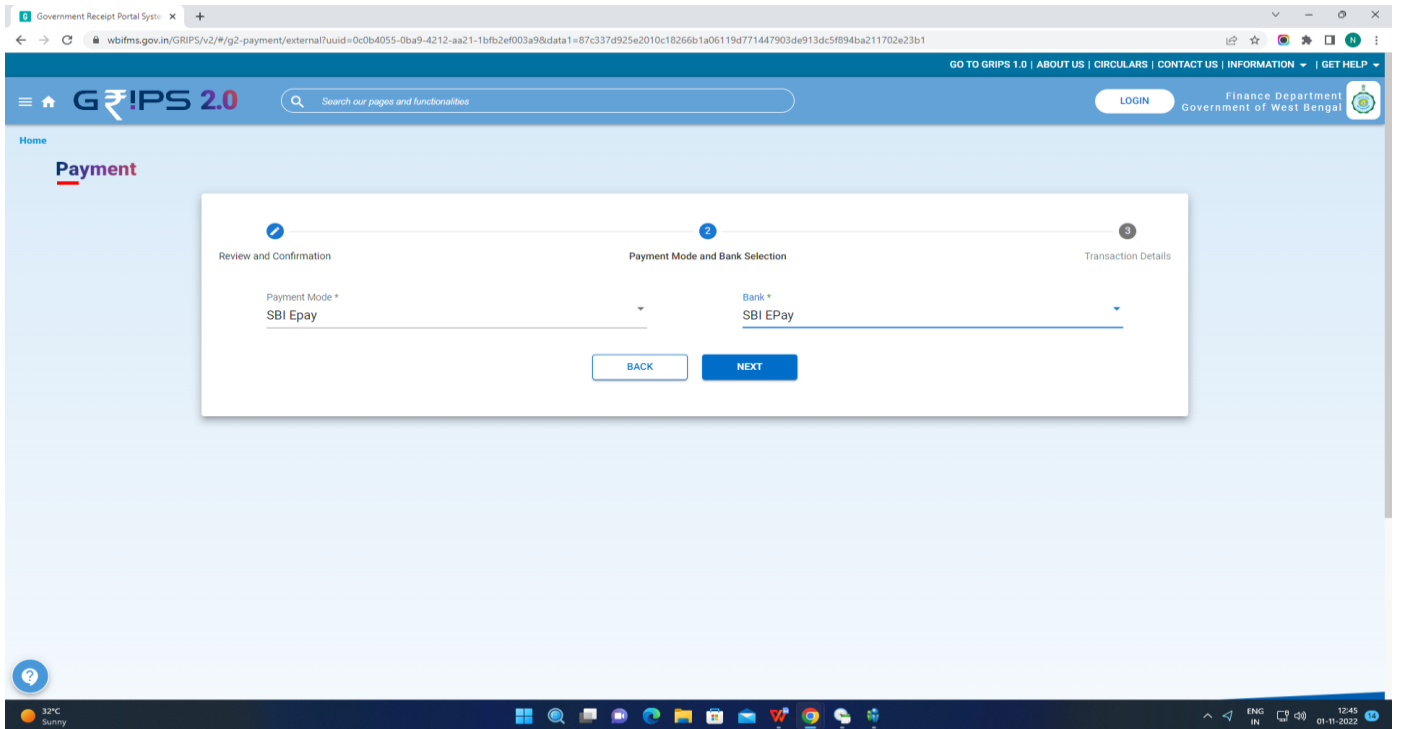 Government Receipt Portal Syste
wbifms.gov.in/GRIPS/v2/#/g2-payment/external?uuid=0c0b4055-0ba9-4212-aa21-1bfb2ef003a98&data1=87c337d925e2010c18266b1a06119d771447903de913dc5f894ba211702e23b1
N
GO TO GRIPS 1.0 | ABOUT US | CIRCULARS | CONTACT US | INFORMATION | GET HELP
G₹!PS 2.0
Search our pages and functionalities
LOGIN
Finance Department
Government of West Bengal
Home
Payment
2
3
Review and Confirmation
Payment Mode and Bank Selection
Transaction Details
Payment Mode *
Bank *
SBI Epay
SBI EPay
BACK
NEXT
32°C
Sunny
ENG
IN
12:45
01-11-2022
14